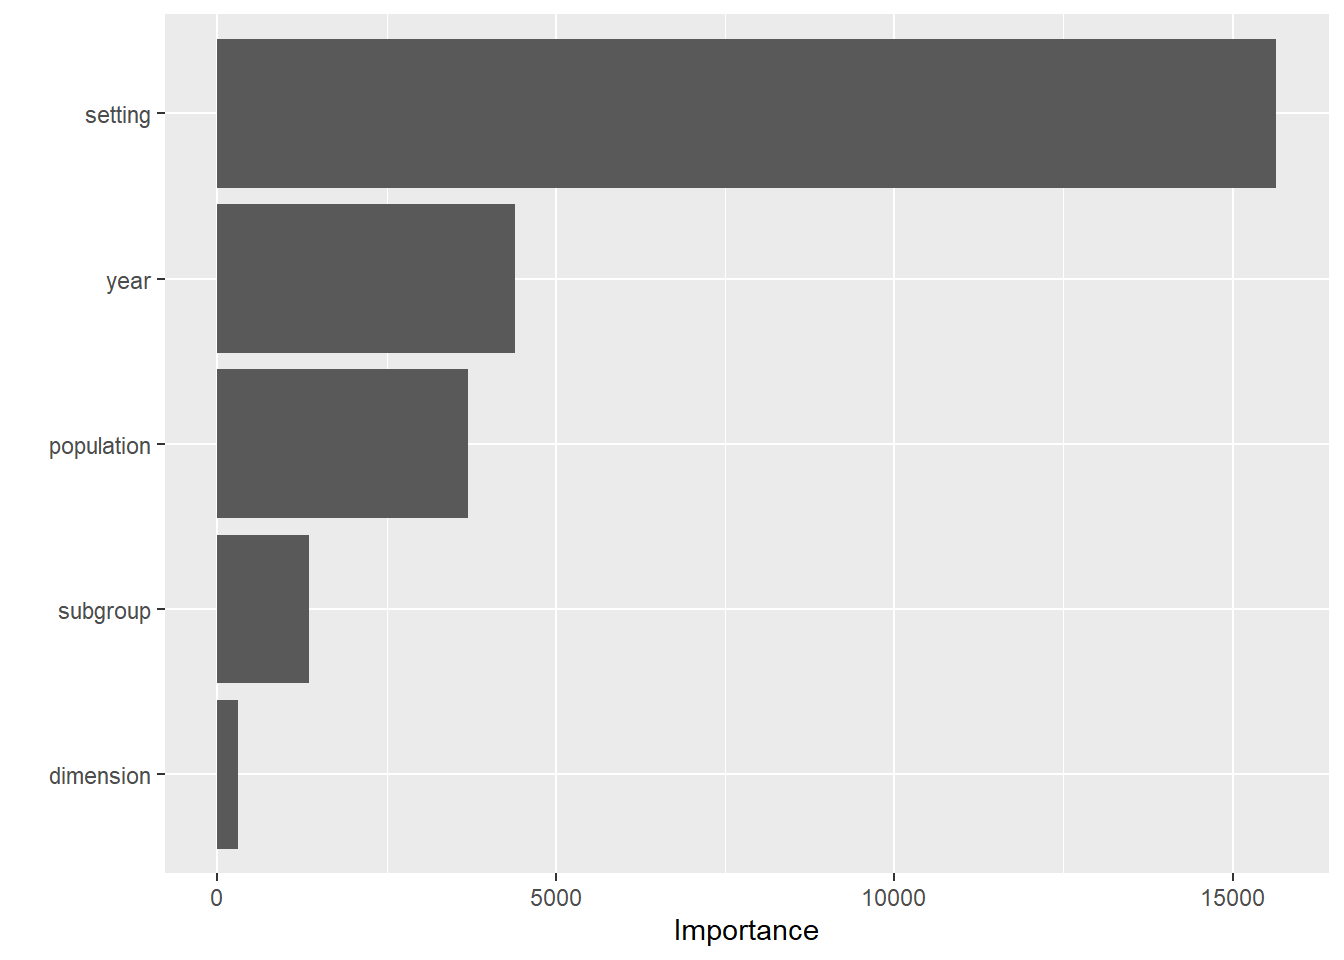 setting
year
population
subgroup
dimension
0 5000 10000 15000
Importance